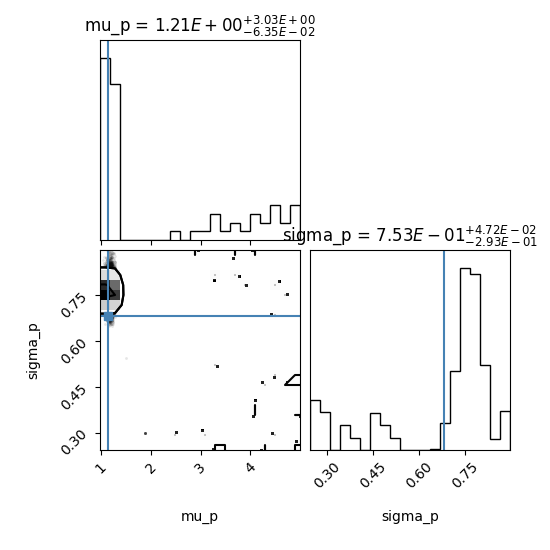 mu_p = 1.21E + 00 +3.03E + 00 −6.35E − 02
sigma_p = 7.53E − 01 +4.72E − 02 −2.93E − 01
sigma_p
0.75
0.60
0.45
0.30
1 2 3 4
0.30 0.45 0.60 0.75
mu_p
sigma_p